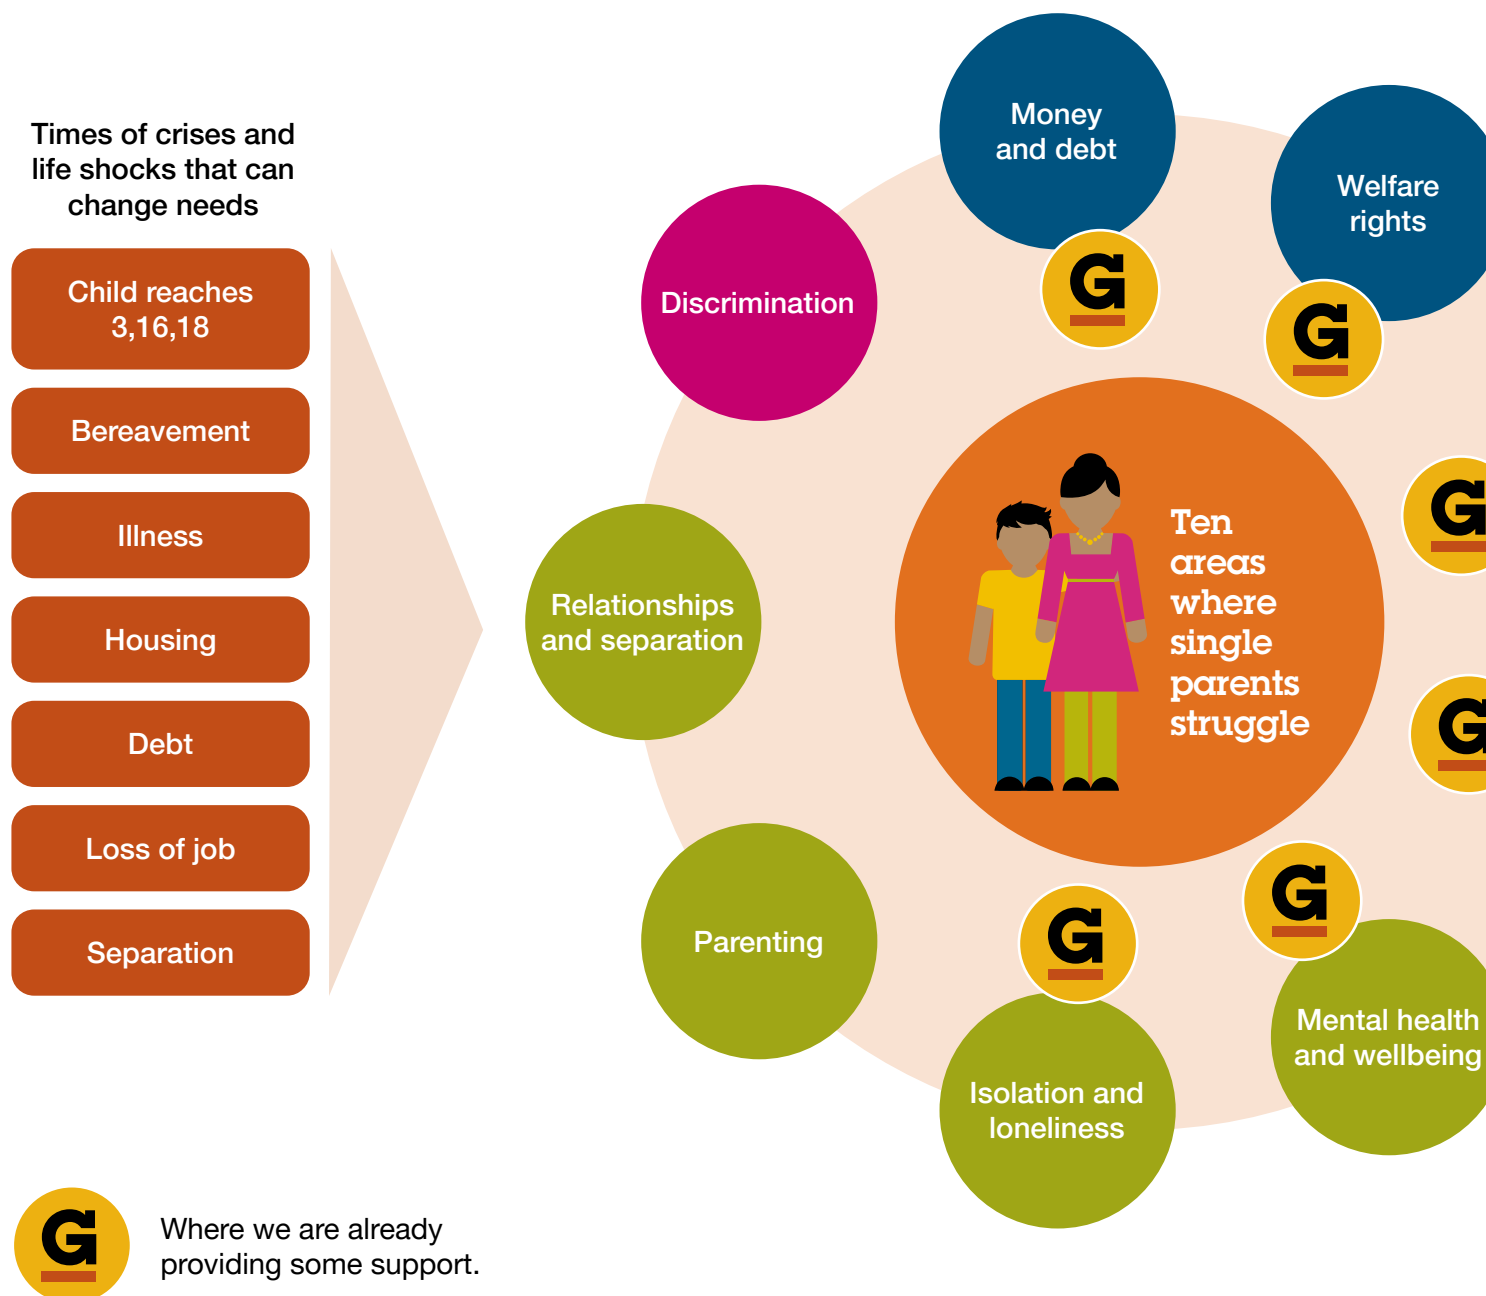 Times of crises and
life shocks that can
change needs
Child reaches
3,16,18
Bereavement
Illness
Housing
Debt
Loss of job
Separation
Money
and debt
Welfare
rights
Discrimination
Relationships
and separation
Parenting
Isolation and
loneliness
Mental health
and wellbeing
G
G
G
G
G
G
Ten
areas
where
single
parents
struggle
G
Where we are already
providing some support.